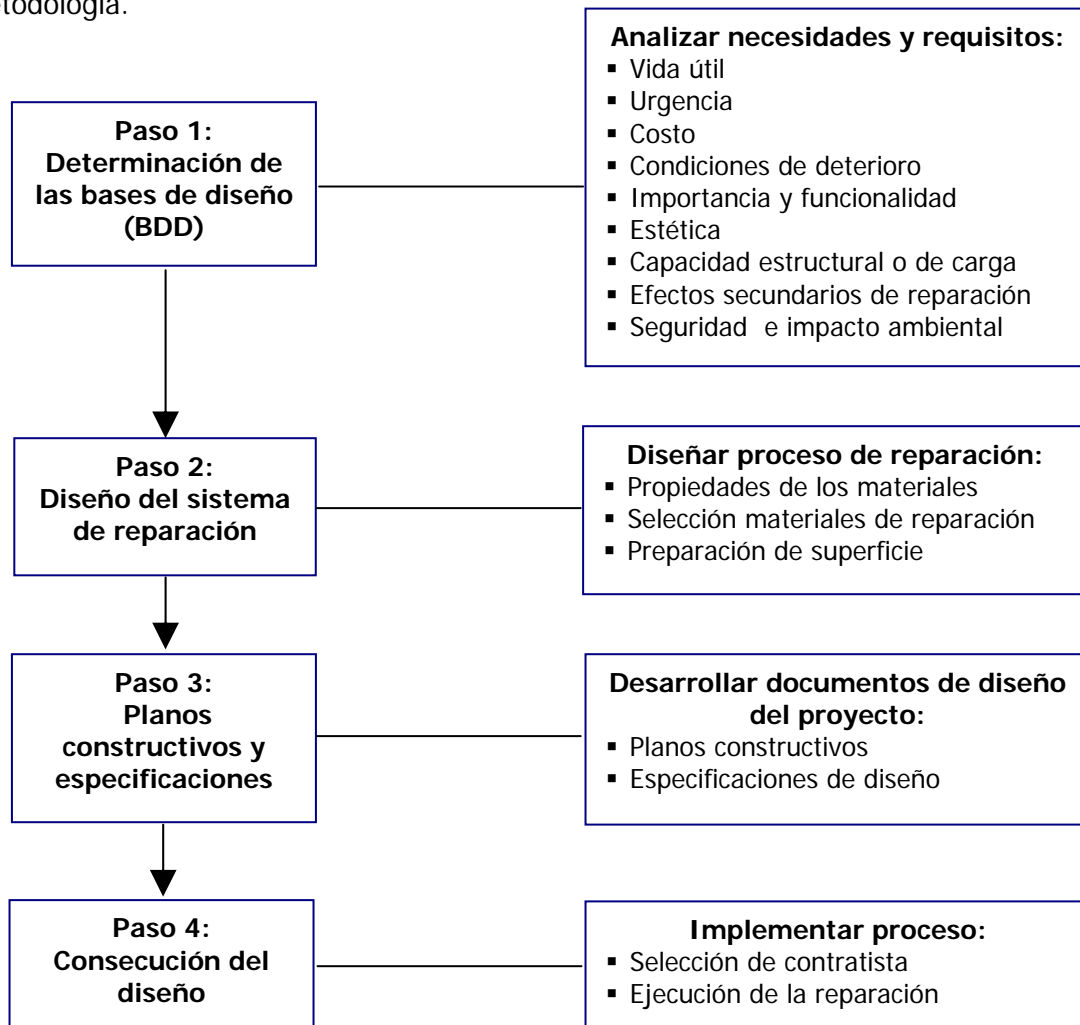 etodología.
Paso 1:
Determinación de
las bases de diseño
(BDD)
Analizar necesidades y requisitos:
▪ Vida útil
▪ Urgencia
▪ Costo
▪ Condiciones de deterioro
▪ Importancia y funcionalidad
▪ Estética
▪ Capacidad estructural o de carga
▪ Efectos secundarios de reparación
▪ Seguridad e impacto ambiental
Paso 2:
Diseño del sistema
de reparación
Diseñar proceso de reparación:
▪ Propiedades de los materiales
▪ Selección materiales de reparación
▪ Preparación de superficie
Paso 3:
Planos
constructivos y
especificaciones
Desarrollar documentos de diseño
del proyecto:
▪ Planos constructivos
▪ Especificaciones de diseño
Paso 4:
Consecución del
diseño
Implementar proceso:
▪ Selección de contratista
▪ Ejecución de la reparación